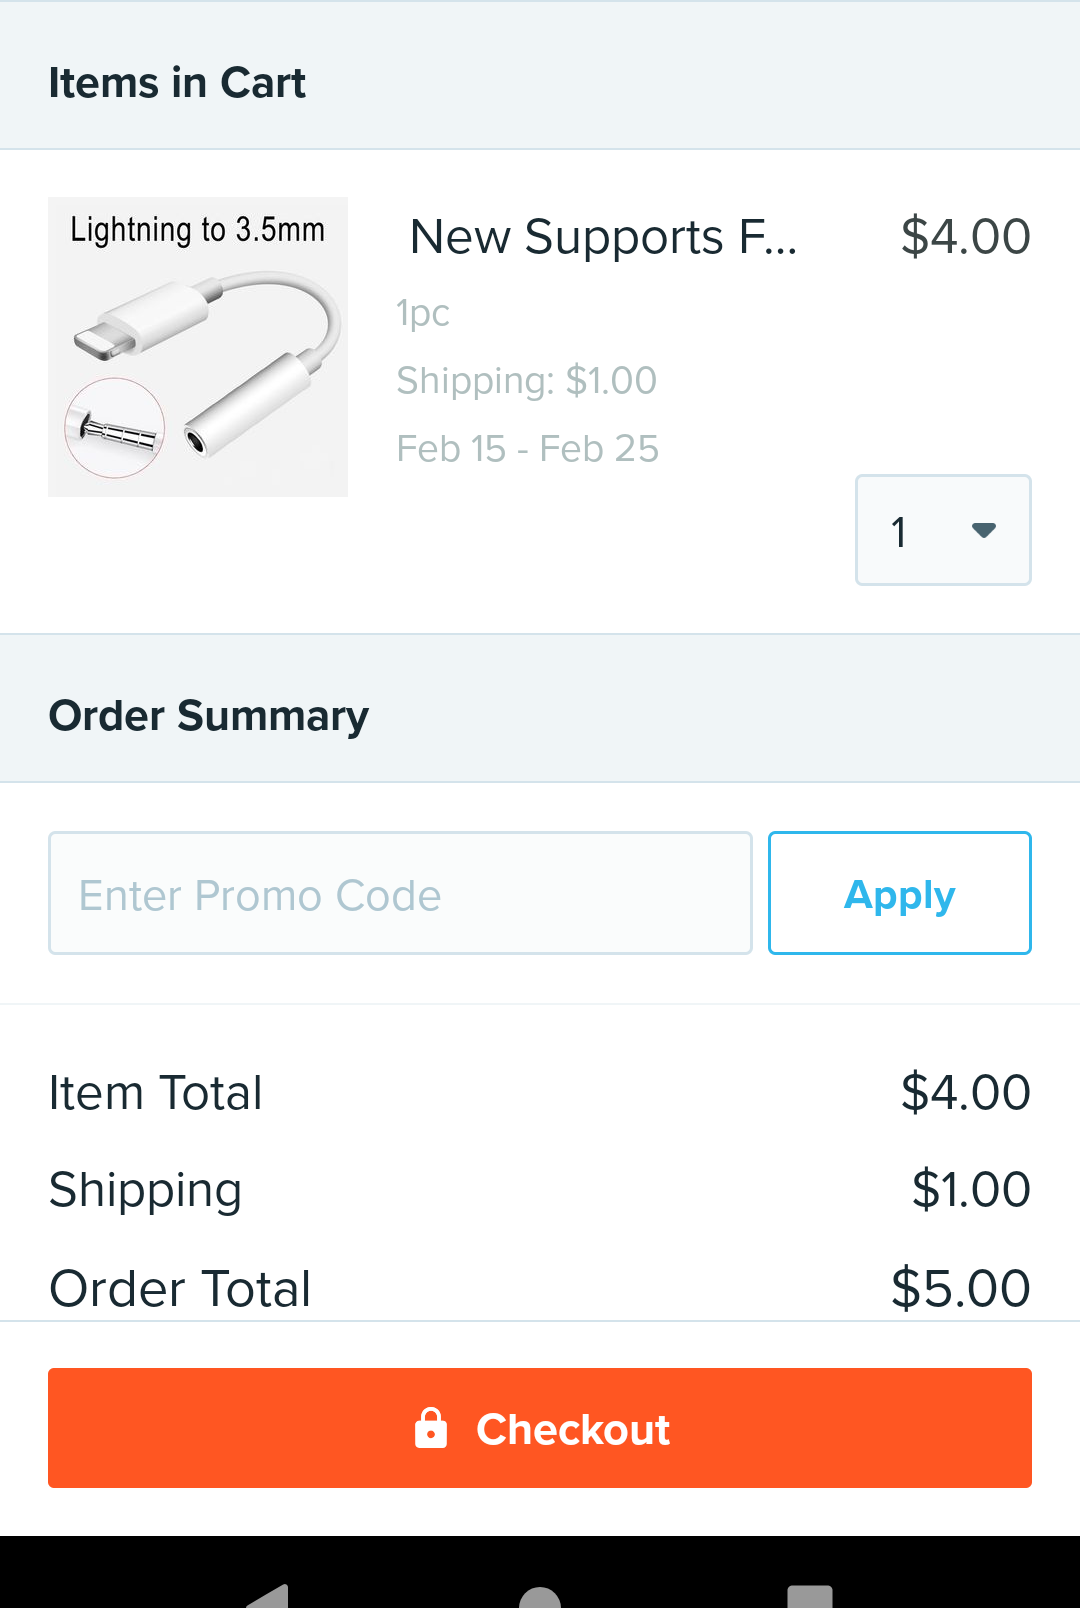 Items in Cart
Lightning to 3.5mm
New Supports F... $4.00
1pc
Shipping: $1.00
Feb 15 - Feb 25
1
Order Summary
Enter Promo Code Apply
Item Total $4.00
Shipping $1.00
Order Total $5.00
Checkout